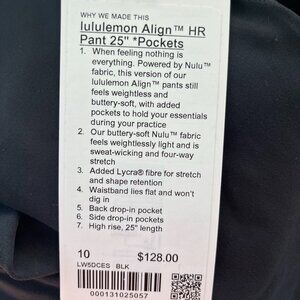 WHY WE MADE THIS
lululemon Align™ HR
Pant 25" *Pockets
1. When feeling nothing is
everything. Powered by Nulu™
fabric, this version of our
lululemon Align™ pants still
feels weightless and
buttery-soft, with added
pockets to hold your essentials
during your practice
2. Our buttery-soft Nulu™ fabric
feels weightlessly light and is
sweat-wicking and four-way
stretch
3. Added Lycra® fibre for stretch
and shape retention
4. Waistband lies flat and won't
dig in
5. Back drop-in pocket
6. Side drop-in pockets
7. High rise, 25" length
10 $128.00
LW5DCES BLK
000131025057